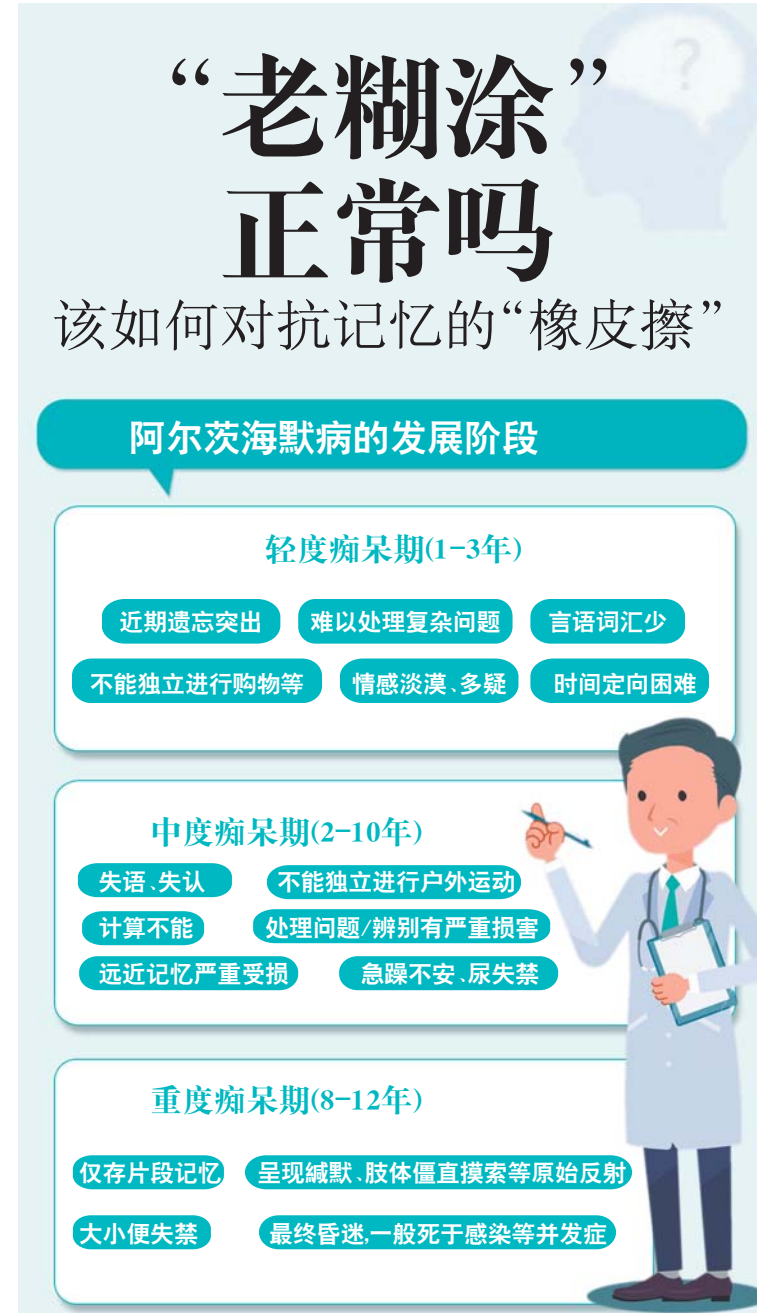 “老糊涂”
正常吗
该如何对抗记忆的“橡皮擦”
阿尔茨海默病的发展阶段
轻度痴呆期(1-3年)
近期遗忘突出 难以处理复杂问题 言语词汇少
不能独立进行购物等 情感淡漠、多疑 时间定向困难
中度痴呆期(2-10年)
失语、失认 不能独立进行户外运动
计算不能 处理问题/辨别有严重损害
远近记忆严重受损 急躁不安、尿失禁
重度痴呆期(8-12年)
仅存片段记忆 呈现缄默、肢体僵直摸索等原始反射
大小便失禁 最终昏迷,一般死于感染等并发症
?